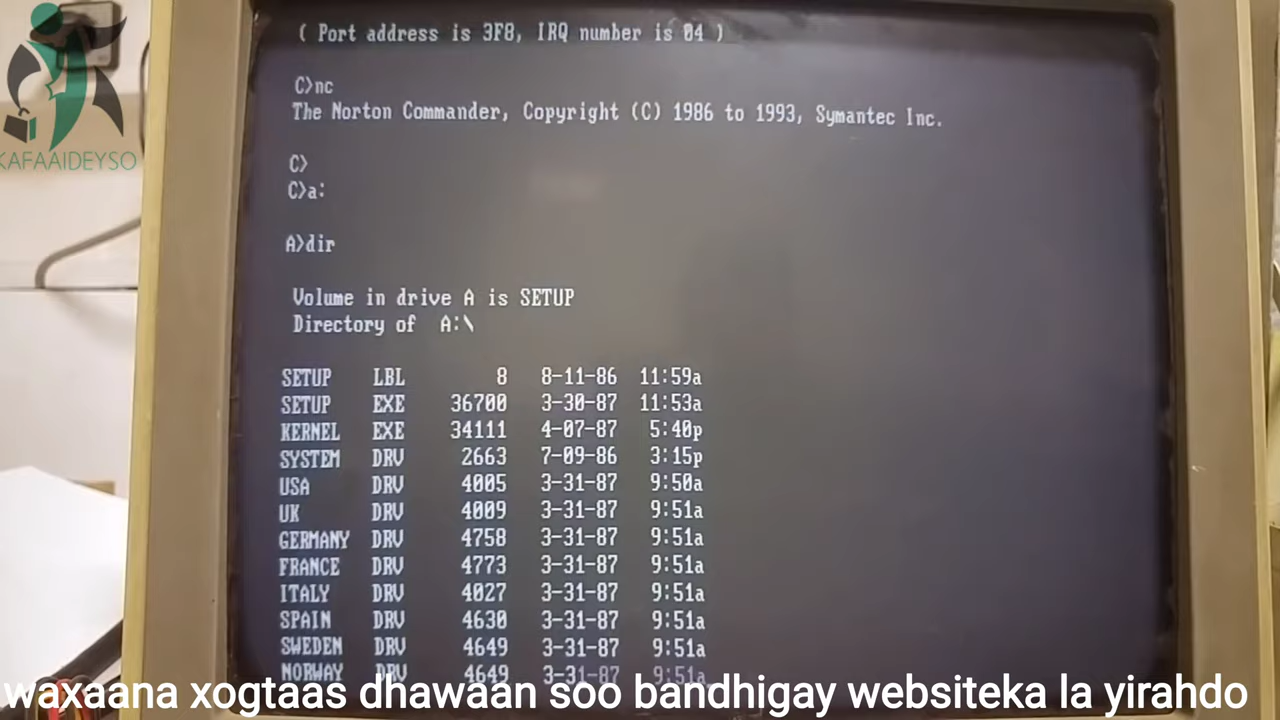 ( Port address is 3F8, IRQ number is 04 )
C>nc
The Norton Commander, Copyright (C) 1986 to 1993, Symantec Inc.
C>
C>a:
A>dir
Volume in drive A is SETUP
Directory of A:\
SETUP LBL 8 8-11-86 11:59a
SETUP EXE 36700 3-30-87 11:53a
KERNEL EXE 34111 4-07-87 5:40p
SYSTEM DRV 2663 7-09-86 3:15p
USA DRV 4005 3-31-87 9:50a
UK DRV 4009 3-31-87 9:51a
GERMANY DRV 4758 3-31-87 9:51a
FRANCE DRV 4773 3-31-87 9:51a
ITALY DRV 4027 3-31-87 9:51a
SPAIN DRV 4630 3-31-87 9:51a
SWEDEN DRV 4649 3-31-87 9:51a
NORWAY DRV 4649 3-31-87 9:51a
KAFAAIDEYSO
waxaana xogtaas dhawaan soo bandhigay websiteka la yirahdo